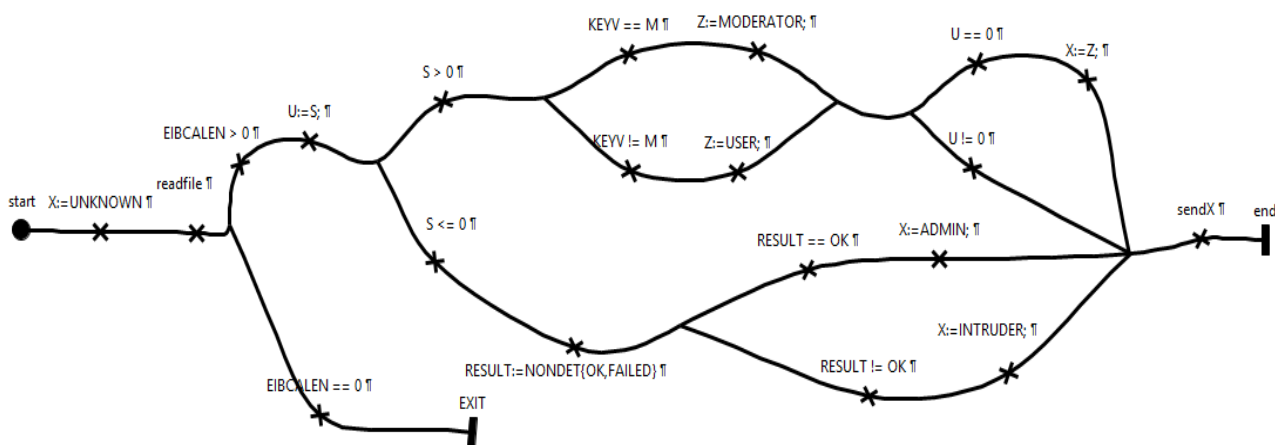 KEYV == M ¶
Z:=MODERATOR; ¶
U == 0 ¶
X:=Z; ¶
S > 0 ¶
U:=S; ¶
EIBCALEN > 0 ¶
KEYV != M ¶
Z:=USER; ¶
U != 0 ¶
readfile ¶
start
X:=UNKNOWN ¶
S <= 0 ¶
RESULT == OK ¶
X:=ADMIN; ¶
sendX ¶
end
X:=INTRUDER; ¶
RESULT:=NONDET{OK,FAILED} ¶
RESULT != OK ¶
EIBCALEN == 0 ¶
EXIT